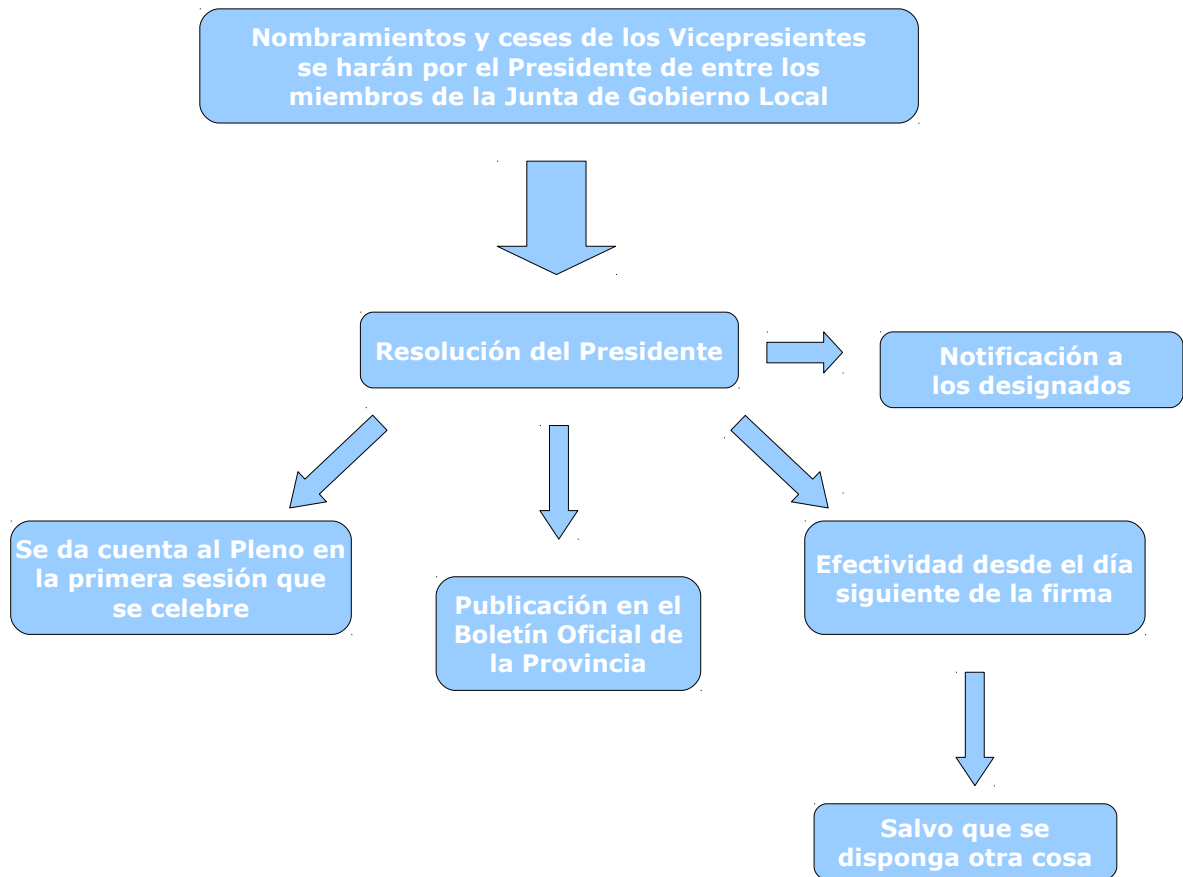 Nombramientos y ceses de los Vicepresientes
se harán por el Presidente de entre los
miembros de la Junta de Gobierno Local
Resolución del Presidente
Notificación a
los designados
Se da cuenta al Pleno en
la primera sesión que
se celebre
Publicación en el
Boletín Oficial de
la Provincia
Efectividad desde el día
siguiente de la firma
Salvo que se
disponga otra cosa